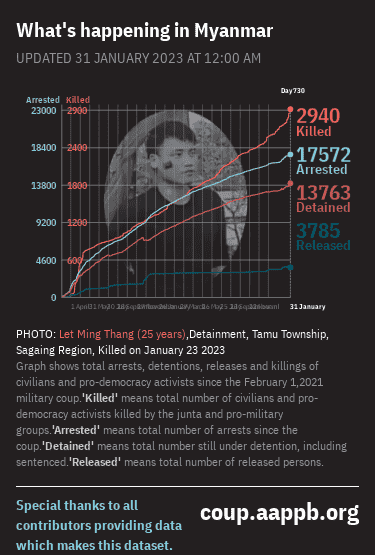 What's happening in Myanmar
UPDATED 31 JANUARY 2023 AT 12:00 AM
Day730
Arrested Killed
23000 2900
2940
Killed
18400 2400
17572
Arrested
13800 1800
13763
Detained
9200 1200
3785
Released
4600 600
0
31 January
PHOTO: Let Ming Thang (25 years),Detainment, Tamu Township,
Sagaing Region, Killed on January 23 2023
Graph shows total arrests, detentions, releases and killings of
civilians and pro-democracy activists since the February 1,2021
military coup.'Killed' means total number of civilians and pro-
democracy activists killed by the junta and pro-military
groups.'Arrested' means total number of arrests since the
coup.'Detained' means total number still under detention, including
sentenced.'Released' means total number of released persons.
Special thanks to all
contributors providing data
which makes this dataset.
coup.aappb.org